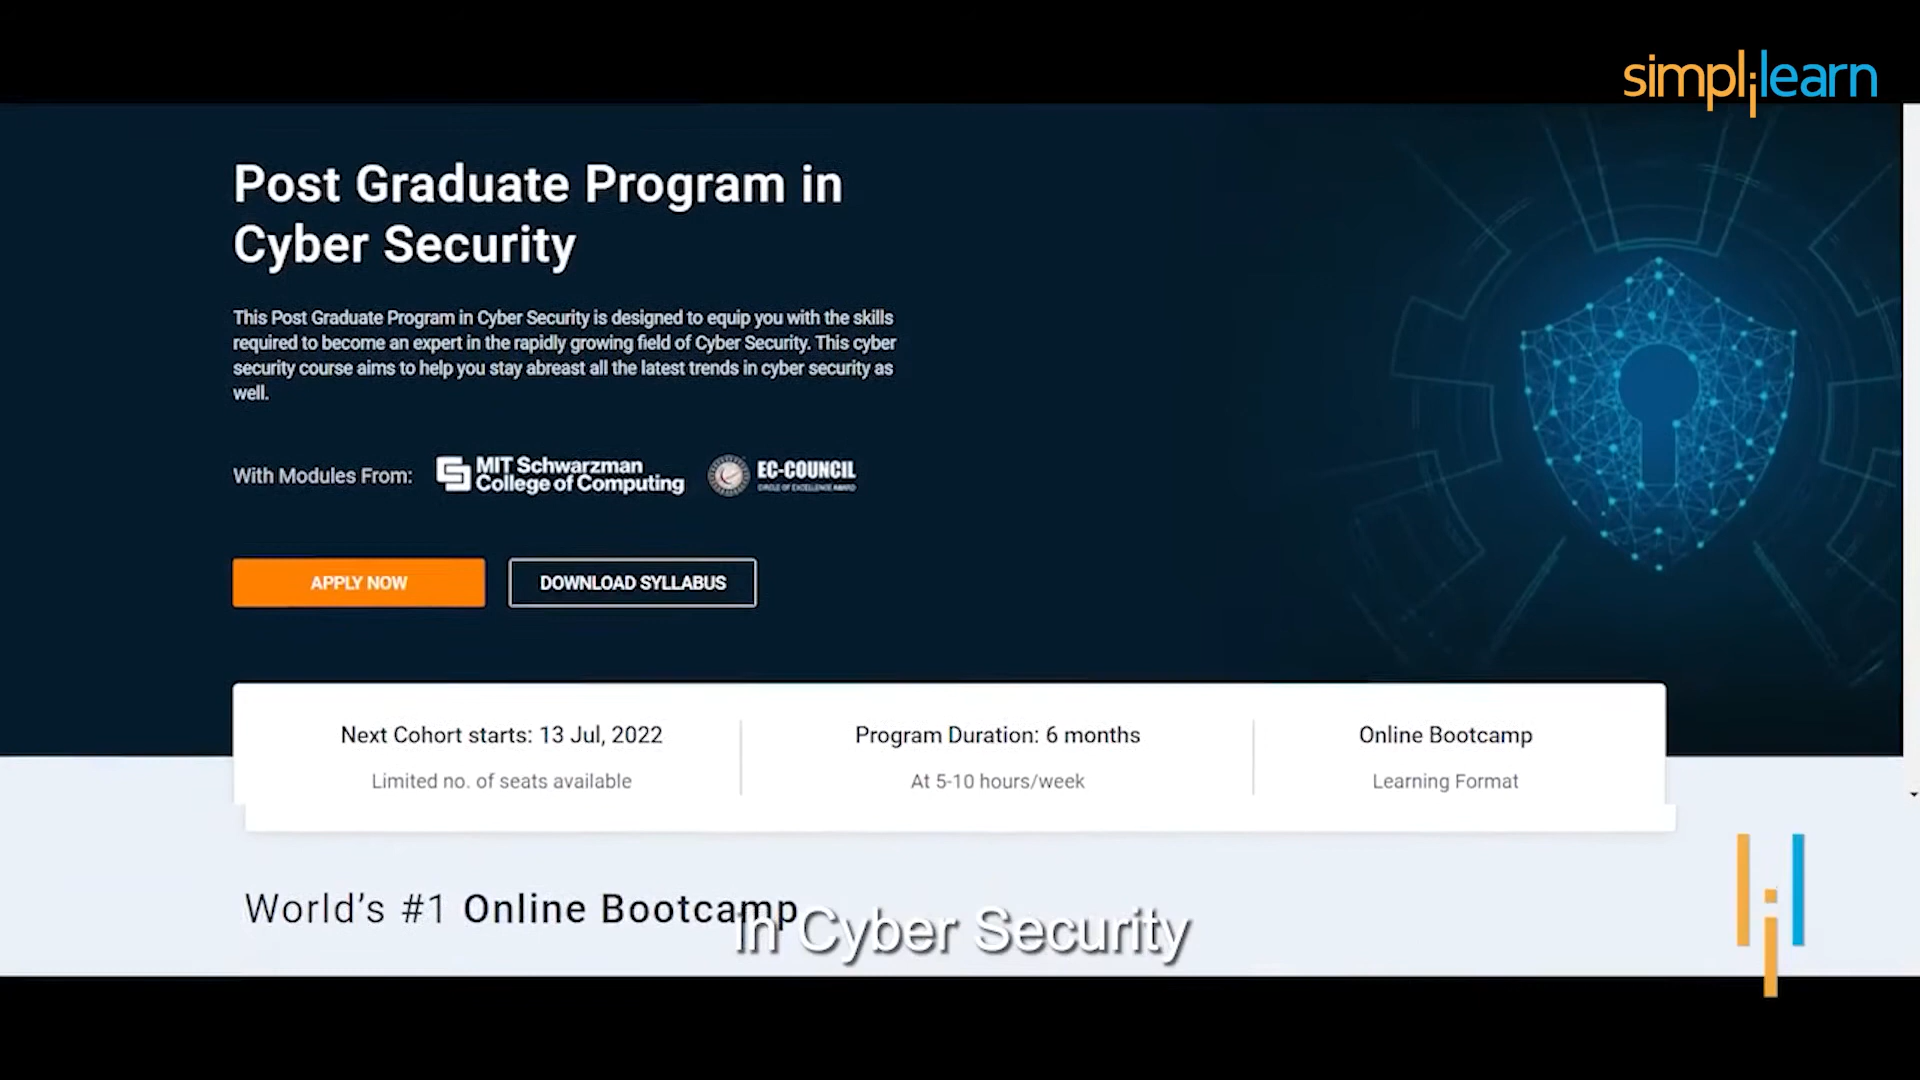 simplilearn
Post Graduate Program in
Cyber Security
This Post Graduate Program in Cyber Security is designed to equip you with the skills
required to become an expert in the rapidly growing field of Cyber Security. This cyber
security course aims to help you stay abreast all the latest trends in cyber security as
well.
With Modules From:
MIT Schwarzman
College of Computing
EC-COUNCIL
CIRCLE OF EXCELLENCE AWARD
APPLY NOW
DOWNLOAD SYLLABUS
Next Cohort starts: 13 Jul, 2022
Limited no. of seats available
Program Duration: 6 months
At 5-10 hours/week
Online Bootcamp
Learning Format
World's #1 Online Bootcamp
in Cyber Security